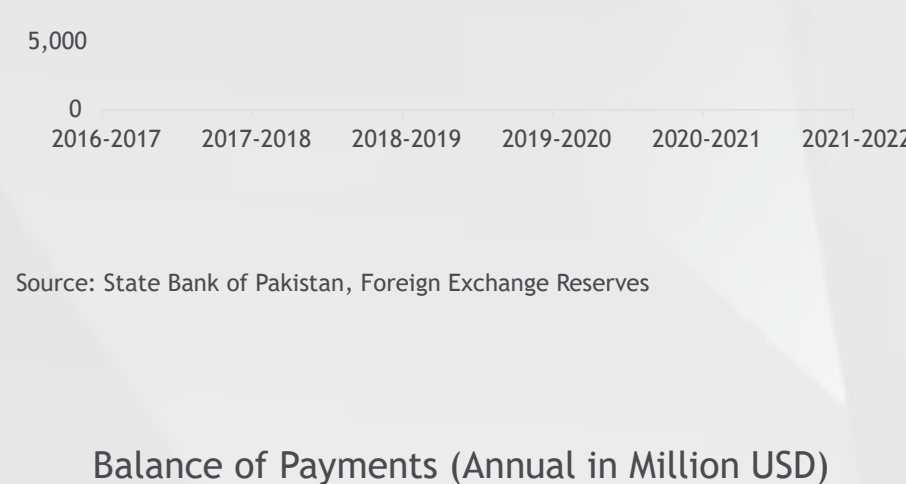 5,000
0
2016-2017 2017-2018 2018-2019 2019-2020 2020-2021 2021-2022
Source: State Bank of Pakistan, Foreign Exchange Reserves
Balance of Payments (Annual in Million USD)